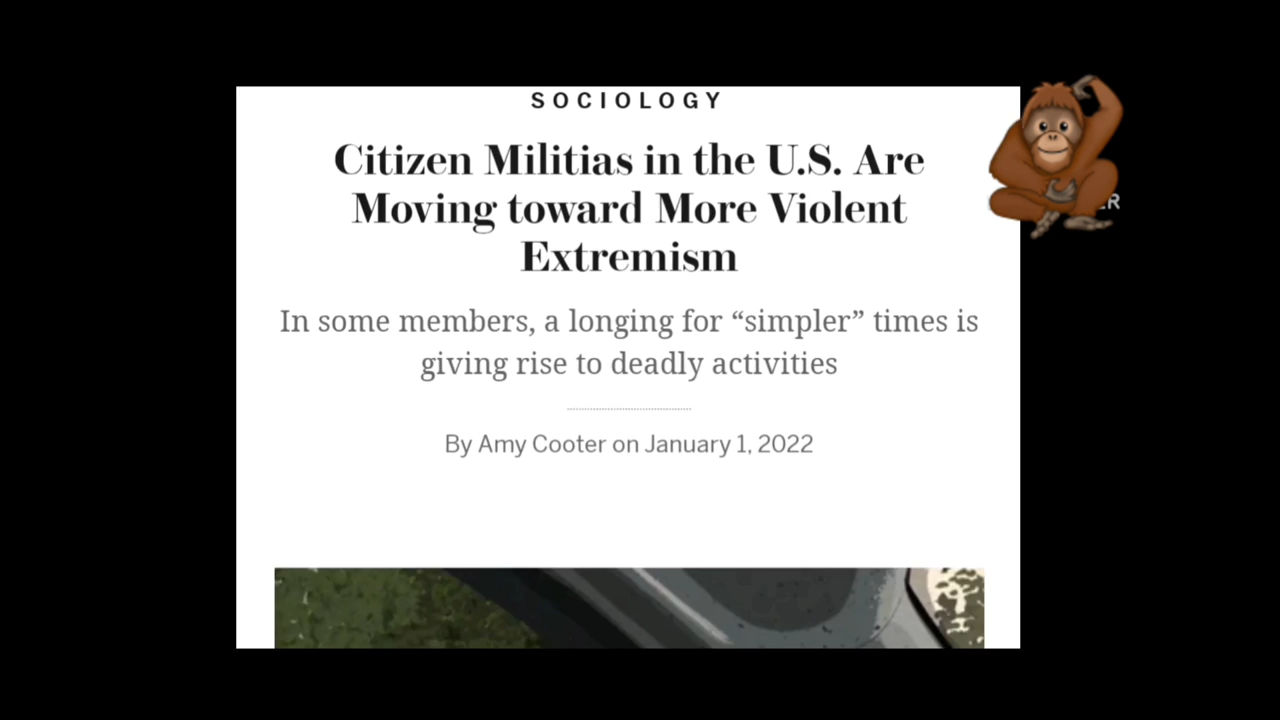 SOCIOLOGY
Citizen Militias in the U.S. Are
Moving toward More Violent
Extremism
In some members, a longing for “simpler” times is
giving rise to deadly activities
By Amy Cooter on January 1, 2022